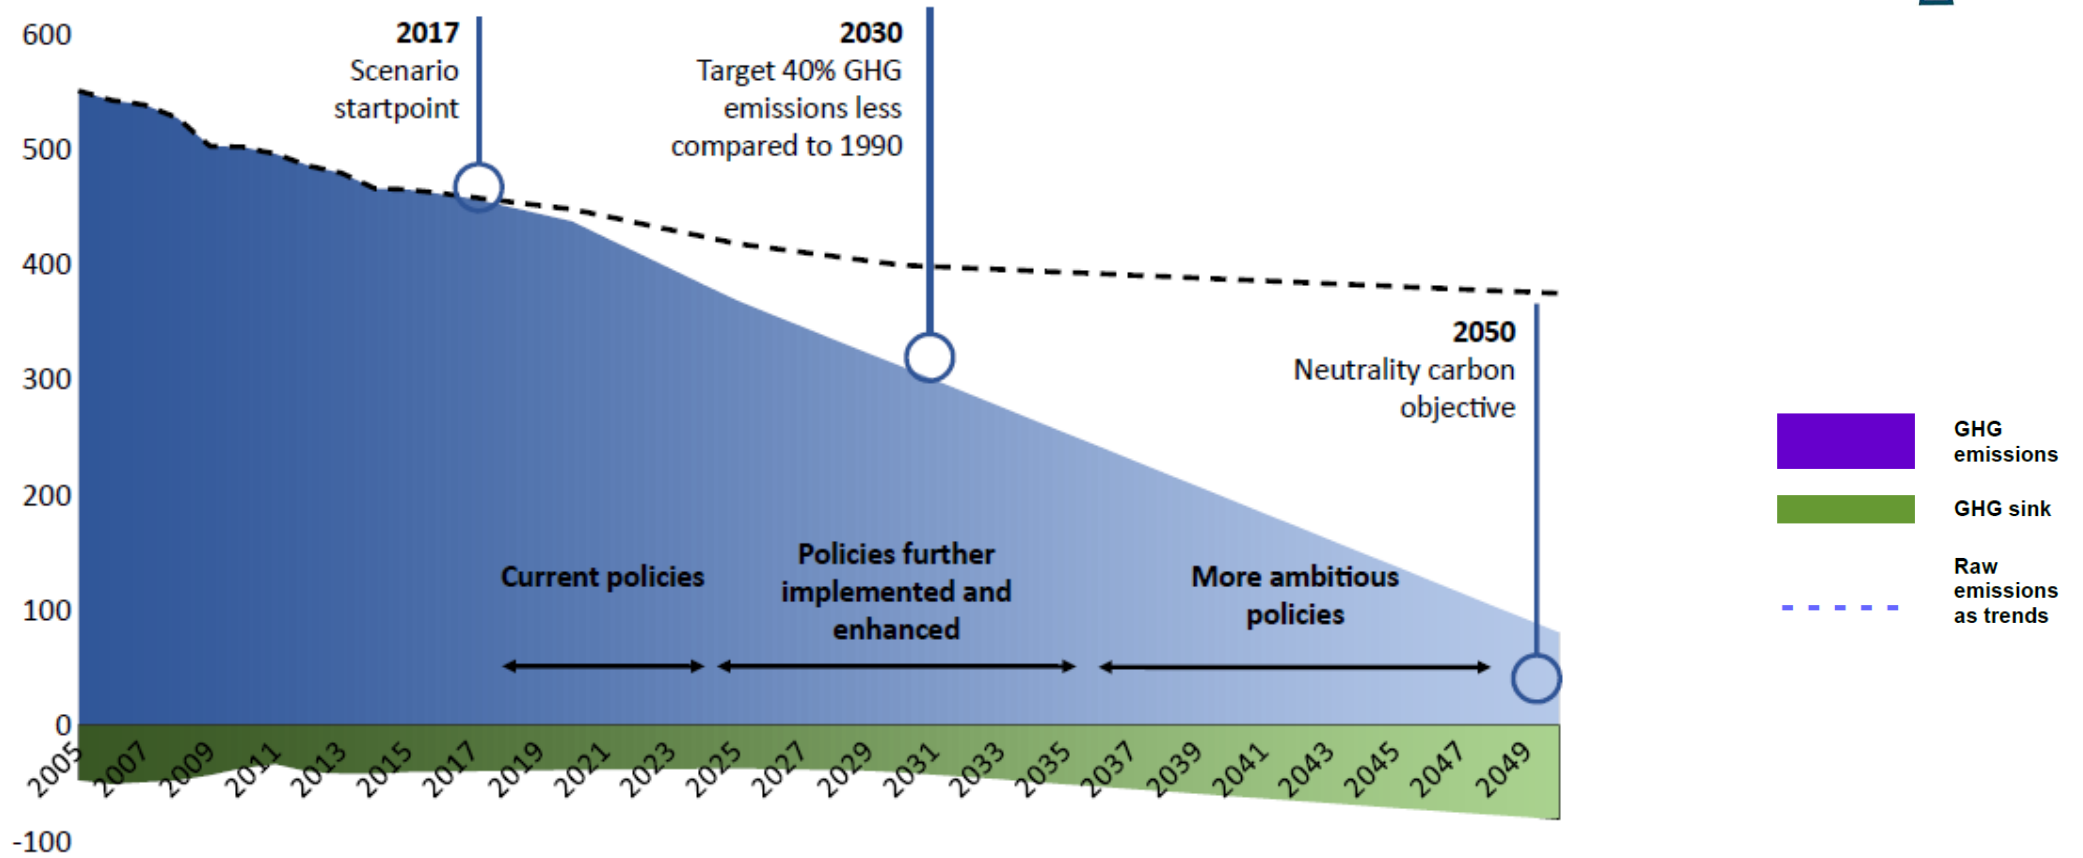 600
500
400
300
200
100
0
-100
2017
Scenario
startpoint
2030
Target 40% GHG
emissions less
compared to 1990
2050
Neutrality carbon
objective
Current policies
Policies further
implemented and
enhanced
More ambitious
policies
2005
2007
2009
2011
2013
2015
2017
2019
2021
2023
2025
2027
2029
2031
2033
2035
2037
2039
2041
2043
2045
2047
2049
GHG
emissions
GHG sink
Raw
emissions
as trends